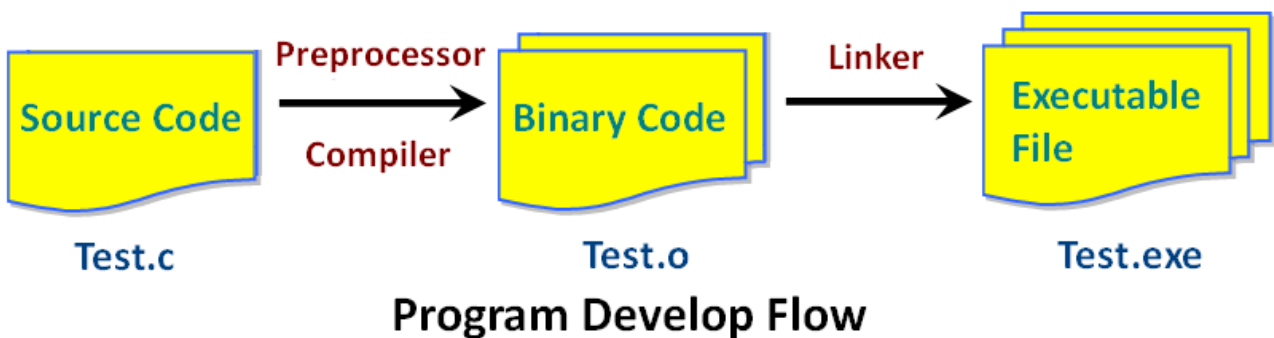 Source Code
Preprocessor
Compiler
Binary Code
Linker
Executable
File
Test.c
Test.o
Test.exe
Program Develop Flow